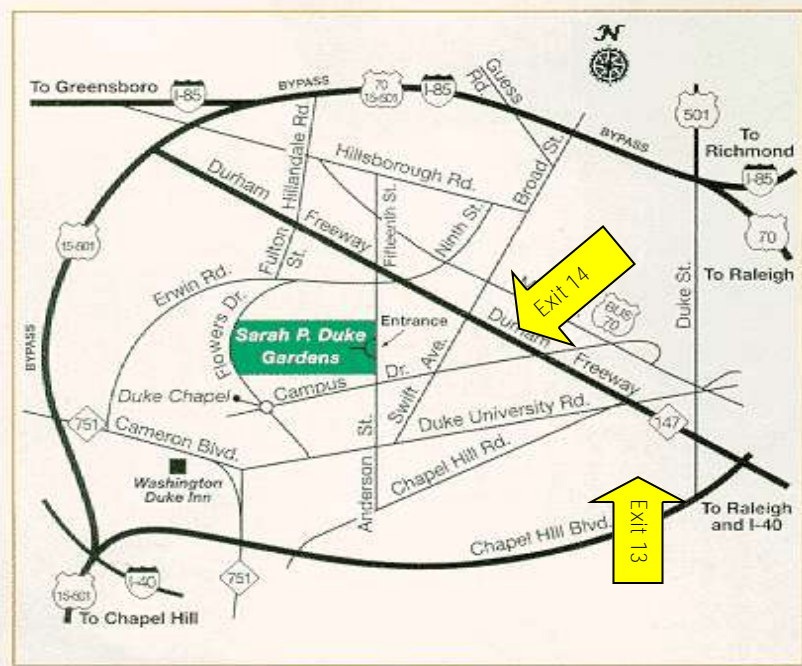 N
To Greensboro
I-85
BYPASS
70
15-501
I-85
Guess
Rd
BYPASS
501
To
Richmond
I-85
70
To Raleigh
Hillandale Rd.
Hillsborough Rd.
Broad St.
Durham
Freeway
Fifteenth St.
Ninth St.
15-501
Fulton
St.
Erwin Rd.
Flowers Dr.
Sarah P. Duke
Gardens
Entrance
Exit 14
BUS
70
Duke St.
Durham
Freeway
BYPASS
Duke Chapel
Campus
Dr.
Swift
Ave.
Duke University Rd.
751
Cameron Blvd.
Anderson
St.
Chapel Hill Rd.
147
Washington
Duke Inn
Exit 13
To Raleigh
and I-40
Chapel Hill Blvd.
751
I-40
15-501
To Chapel Hill